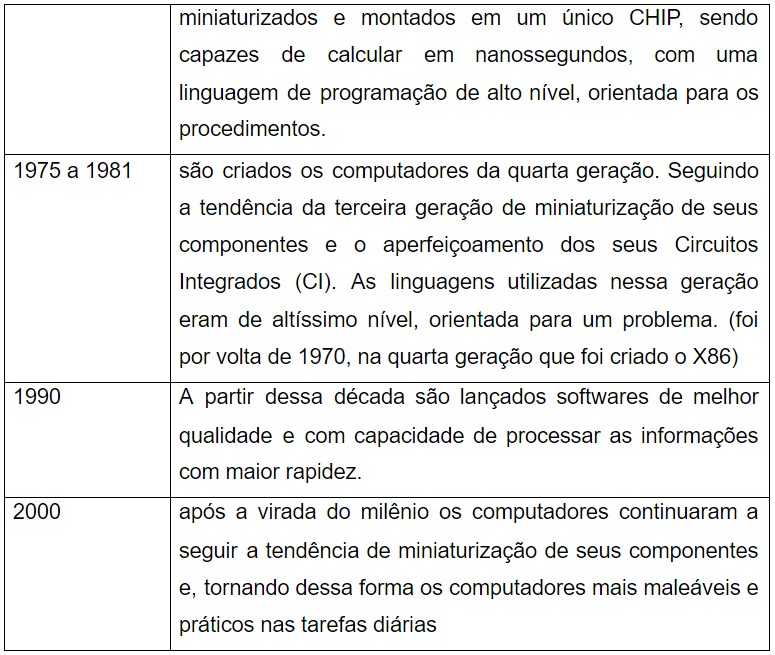 miniaturizados e montados em um único CHIP, sendo
capazes de calcular em nanossegundos, com uma
linguagem de programação de alto nível, orientada para os
procedimentos.
1975 a 1981
são criados os computadores da quarta geração. Seguindo
a tendência da terceira geração de miniaturização de seus
componentes e o aperfeiçoamento dos seus Circuitos
Integrados (CI). As linguagens utilizadas nessa geração
eram de altíssimo nível, orientada para um problema. (foi
por volta de 1970, na quarta geração que foi criado o X86)
1990
A partir dessa década são lançados softwares de melhor
qualidade e com capacidade de processar as informações
com maior rapidez.
2000
após a virada do milênio os computadores continuaram a
seguir a tendência de miniaturização de seus componentes
e, tornando dessa forma os computadores mais maleáveis e
práticos nas tarefas diárias